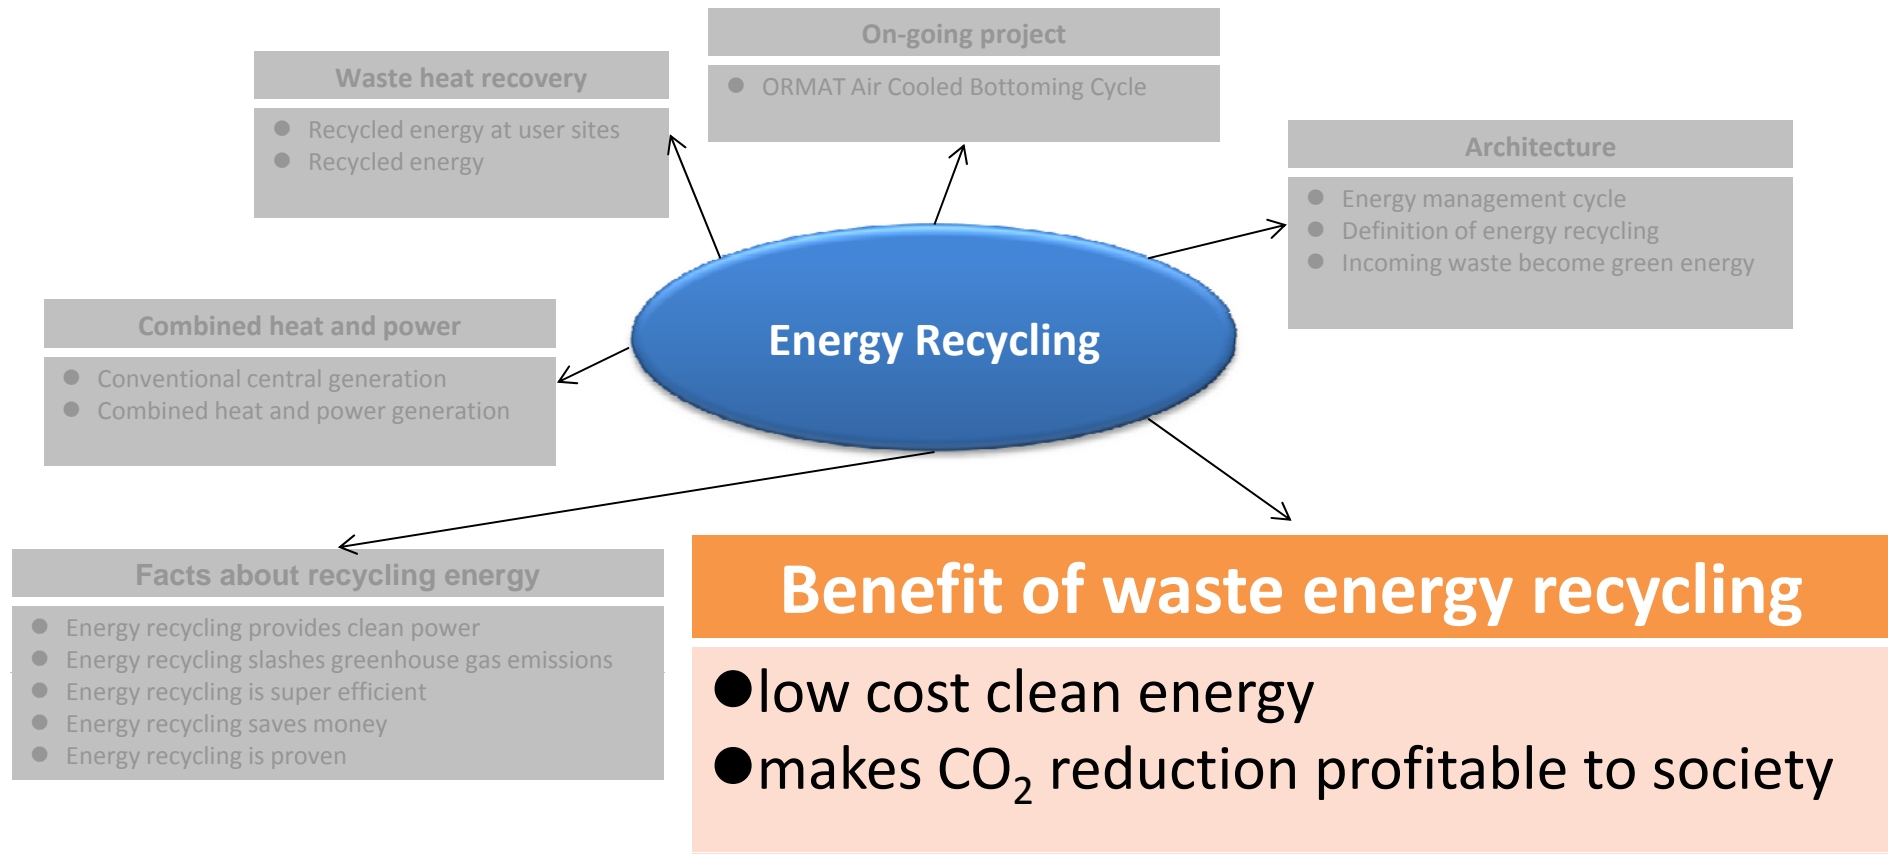 On-going project
● ORMAT Air Cooled Bottoming Cycle
Waste heat recovery
● Recycled energy at user sites
● Recycled energy
Architecture
● Energy management cycle
● Definition of energy recycling
● Incoming waste become green energy
Energy Recycling
Combined heat and power
● Conventional central generation
● Combined heat and power generation
Facts about recycling energy
● Energy recycling provides clean power
● Energy recycling slashes greenhouse gas emissions
● Energy recycling is super efficient
● Energy recycling saves money
● Energy recycling is proven
Benefit of waste energy recycling
●low cost clean energy
●makes CO₂ reduction profitable to society